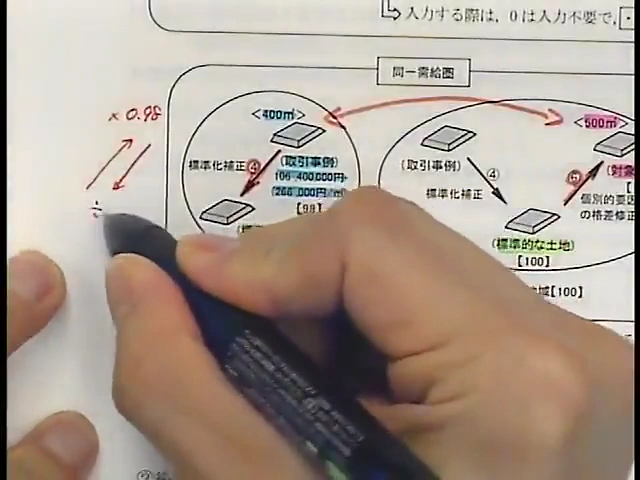 入力する際は、0は入力不要で、
同一需給圏
× 0.98
<400㎡>
<500㎡>
標準化補正④
(取引事例)
106,400,000円
(266,000円/㎡)
[98]
(取引事例)
④
標準化補正
⑥
(対象
個別的要因
の格差修正
(標準的な土地)
[100]
÷
域[100]